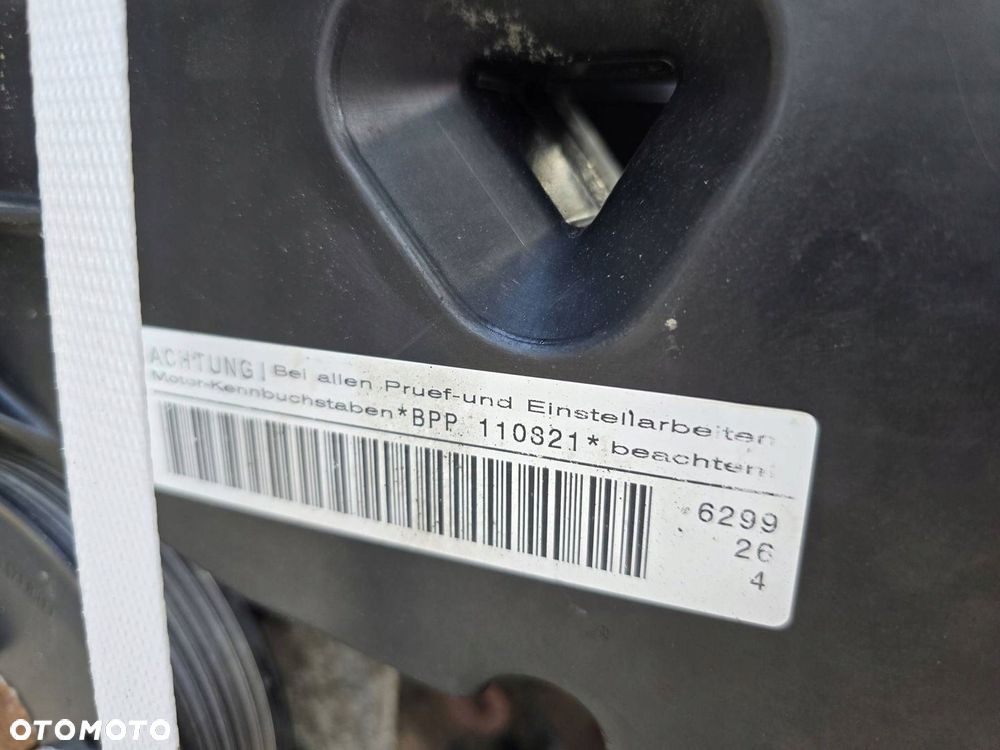 ACHTUNG! Bei allen Pruef-und Einstellarbeiten
Motor-Kennbuchstaben*BPP 110821* beachten!
6299
26
4
OTOMOTO